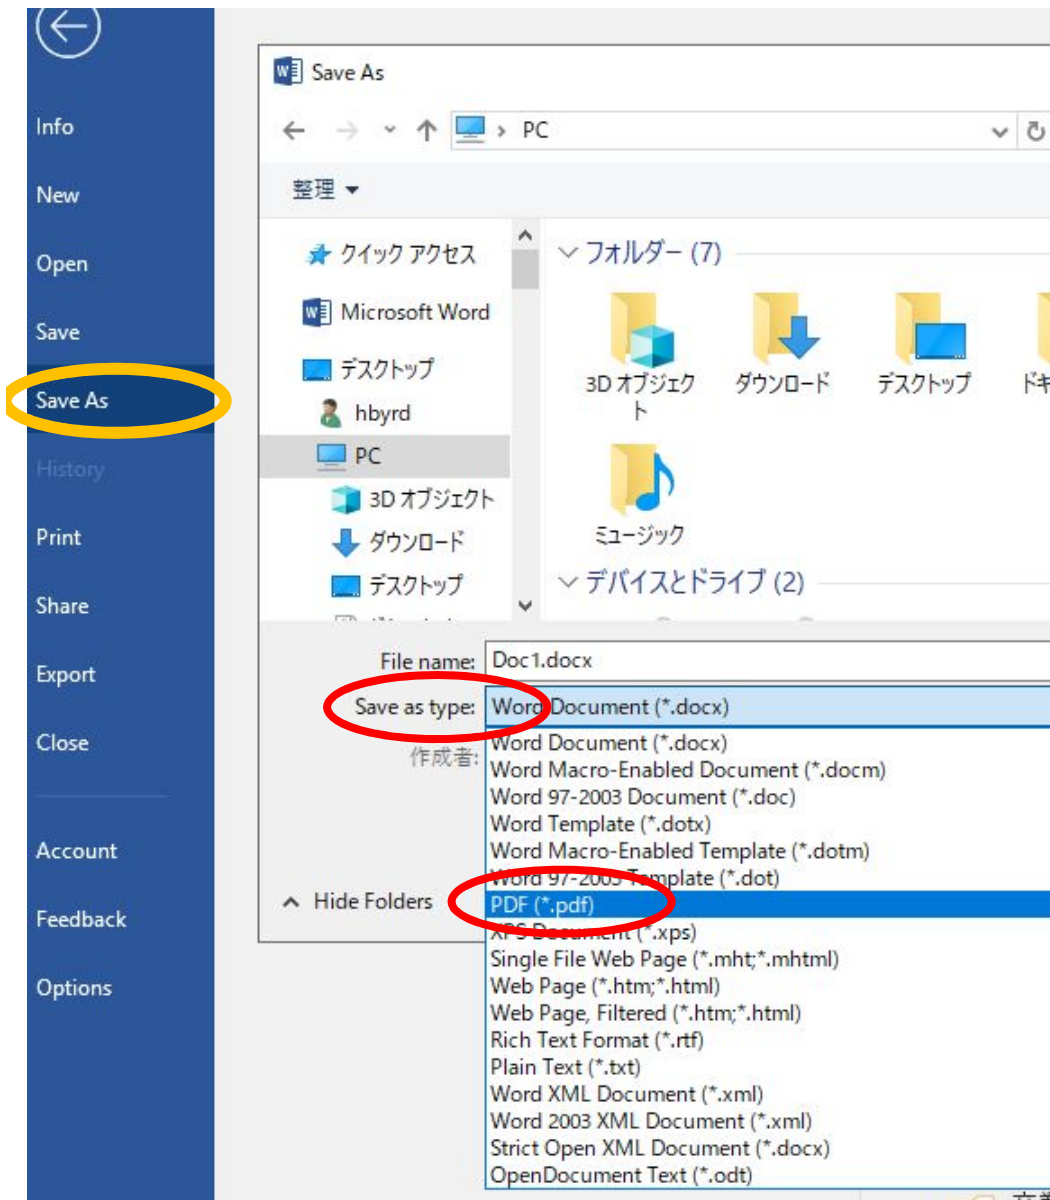 Info
New
Open
Save
Save As
History
Print
Share
Export
Close
Account
Feedback
Options
Save As
PC
整理
クイック アクセス
Microsoft Word
デスクトップ
hbyrd
PC
3D オブジェクト
ダウンロード
デスクトップ
フォルダー (7)
3D オブジェク
ト
ダウンロード
デスクトップ
ドキ
ミュージック
デバイスとドライブ (2)
File name: Doc1.docx
Save as type: Word Document (*.docx)
作成者:
Word Document (*.docx)
Word Macro-Enabled Document (*.docm)
Word 97-2003 Document (*.doc)
Word Template (*.dotx)
Word Macro-Enabled Template (*.dotm)
Word 97-2003 Template (*.dot)
PDF (*.pdf)
XPS Document (*.xps)
Single File Web Page (*.mht;*.mhtml)
Web Page (*.htm;*.html)
Web Page, Filtered (*.htm;*.html)
Rich Text Format (*.rtf)
Plain Text (*.txt)
Word XML Document (*.xml)
Word 2003 XML Document (*.xml)
Strict Open XML Document (*.docx)
OpenDocument Text (*.odt)
Hide Folders